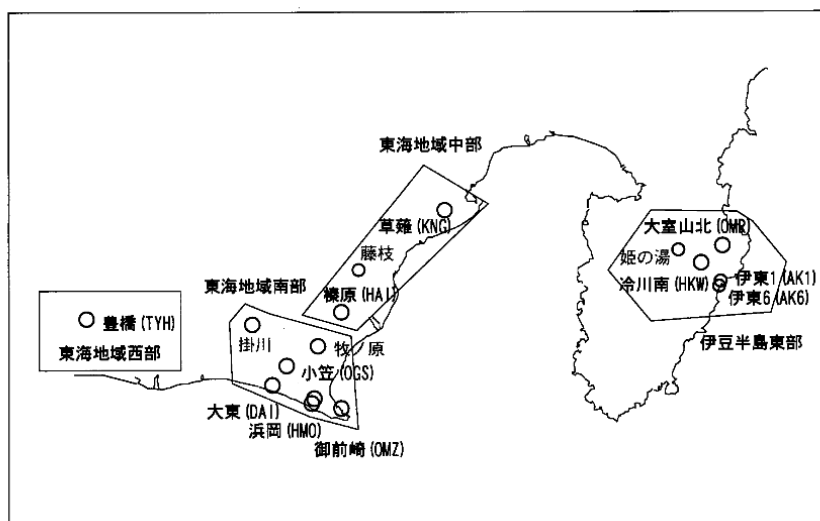 東海地域中部
草薙(KNG)
藤枝
榛原(HAI)
東海地域南部
掛川
牧ノ原
小笠(OGS)
大東(DAI)
浜岡(HMO)
御前崎(OMZ)
豊橋(TYH)
東海地域西部
大室山北(OMR)
姫の湯
冷川南(HKW)
伊東1(AK1)
伊東6(AK6)
伊豆半島東部